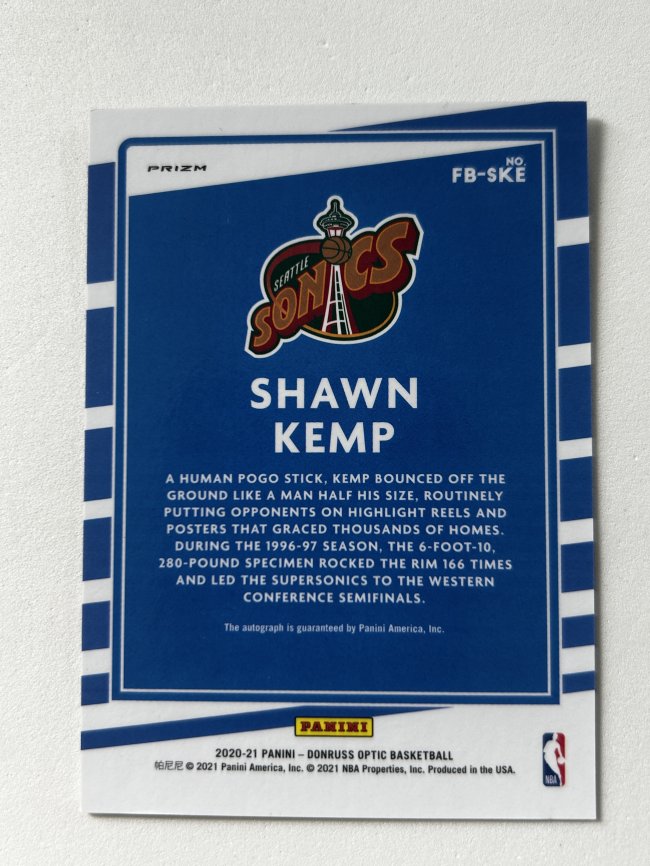 PRIZM
NO.
FB-SKE
SEATTLE
SONICS
SHAWN
KEMP
A HUMAN POGO STICK, KEMP BOUNCED OFF THE
GROUND LIKE A MAN HALF HIS SIZE, ROUTINELY
PUTTING OPPONENTS ON HIGHLIGHT REELS AND
POSTERS THAT GRACED THOUSANDS OF HOMES.
DURING THE 1996-97 SEASON, THE 6-FOOT-10,
280-POUND SPECIMEN ROCKED THE RIM 166 TIMES
AND LED THE SUPERSONICS TO THE WESTERN
CONFERENCE SEMIFINALS.
The autograph is guaranteed by Panini America, Inc.
PANINI
2020-21 PANINI – DONRUSS OPTIC BASKETBALL
帕尼尼 © 2021 Panini America, Inc. © 2021 NBA Properties, Inc. Produced in the USA.
NBA